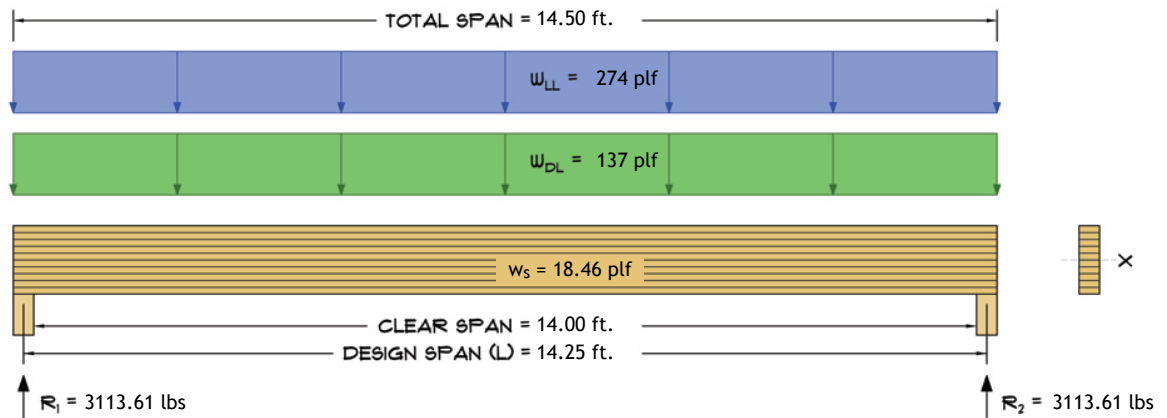 TOTAL SPAN = 14.50 ft.
wLL = 274 plf
wDL = 137 plf
ws = 18.46 plf
X
CLEAR SPAN = 14.00 ft.
DESIGN SPAN (L) = 14.25 ft.
R1 = 3113.61 lbs
R2 = 3113.61 lbs